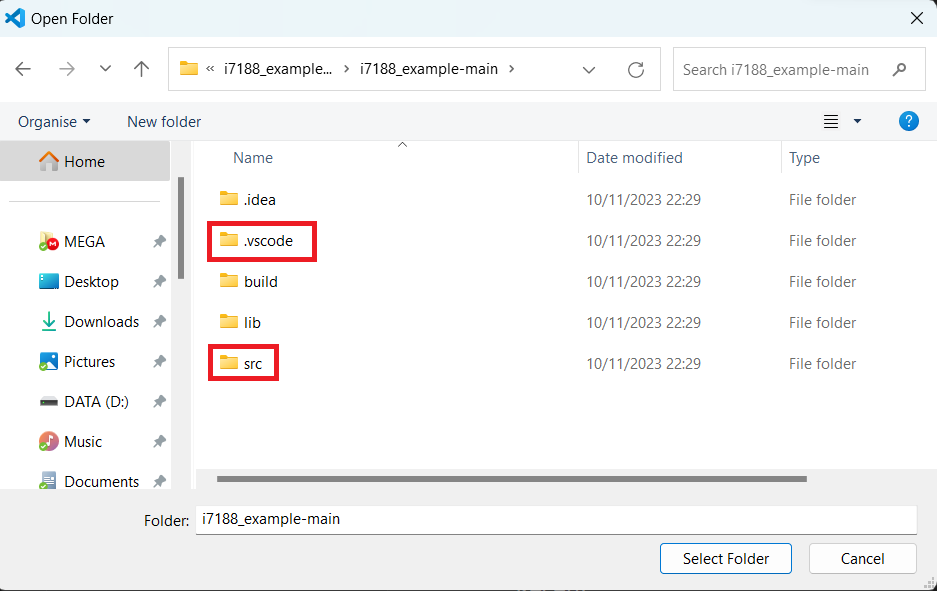 Open Folder
« i7188_example... › i7188_example-main ›
Search i7188_example-main
Organise
New folder
Home
MEGA
Desktop
Downloads
Pictures
DATA (D:)
Music
Documents
Name Date modified Type
.idea 10/11/2023 22:29 File folder
.vscode 10/11/2023 22:29 File folder
build 10/11/2023 22:29 File folder
lib 10/11/2023 22:29 File folder
src 10/11/2023 22:29 File folder
Folder: i7188_example-main
Select Folder
Cancel